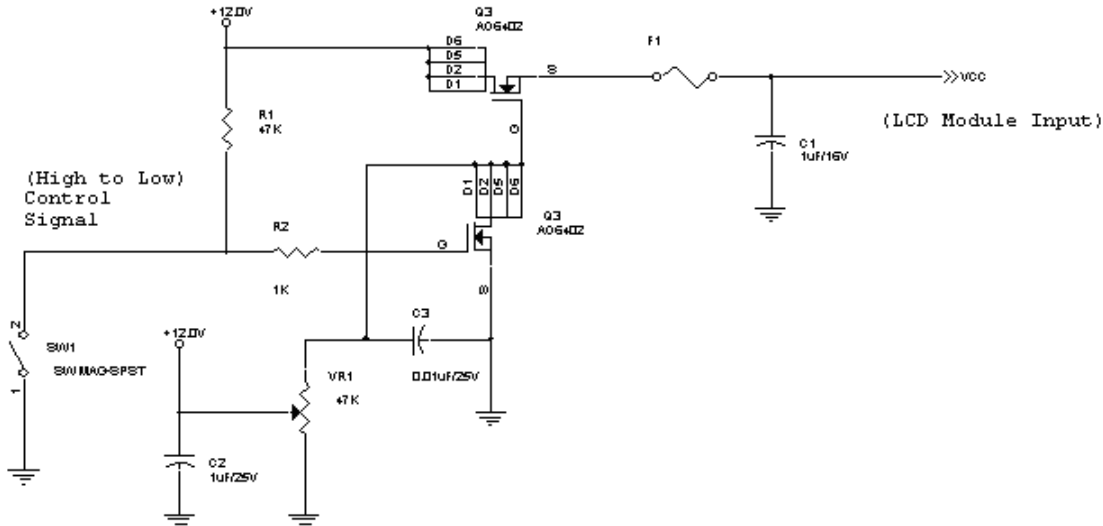 +12.0V
Q3
AO6402
D6
D5
D2
D1
S
G
F1
VCC
(LCD Module Input)
R1
47K
C1
1uF/16V
(High to Low)
Control
Signal
D1
D2
D5
D6
Q3
AO6402
R2
1K
G
S
2
1
SW1
SW MAG-SPST
+12.0V
C3
0.01uF/25V
VR1
47K
C2
1uF/25V